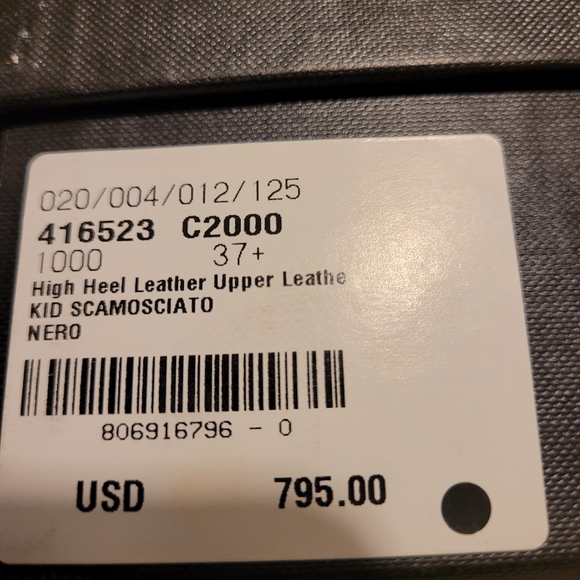 020/004/012/125
416523 C2000
1000 37+
High Heel Leather Upper Leathe
KID SCAMOSCIATO
NERO
806916796 - 0
USD 795.00